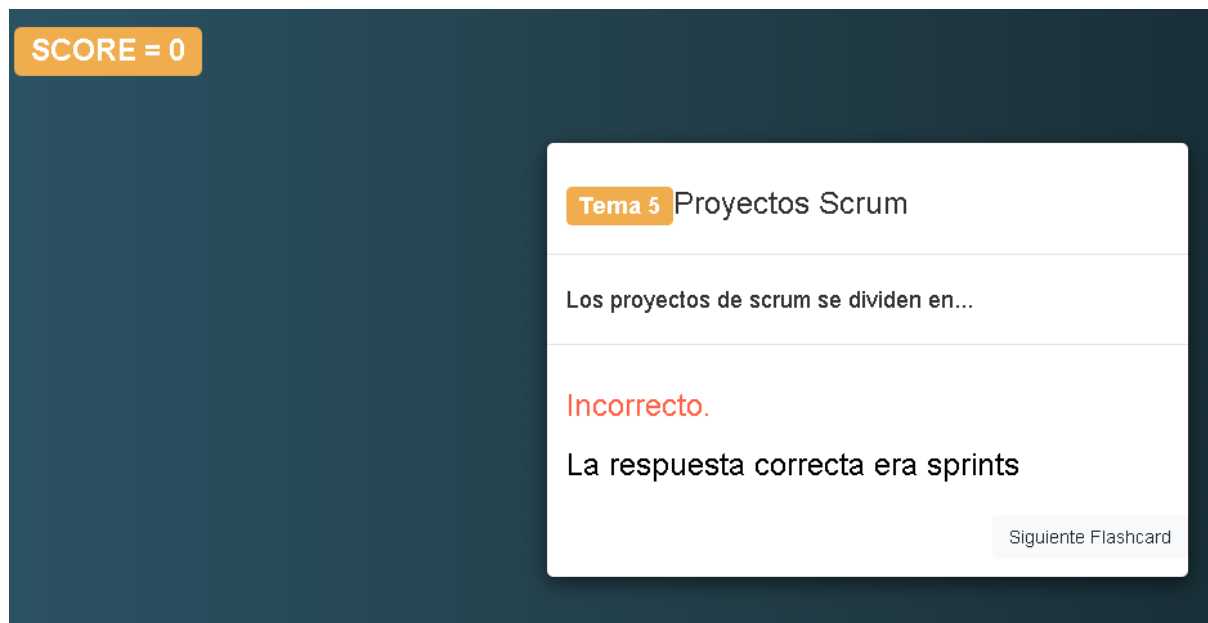 SCORE = 0
Tema 5 Proyectos Scrum
Los proyectos de scrum se dividen en...
Incorrecto.
La respuesta correcta era sprints
Siguiente Flashcard